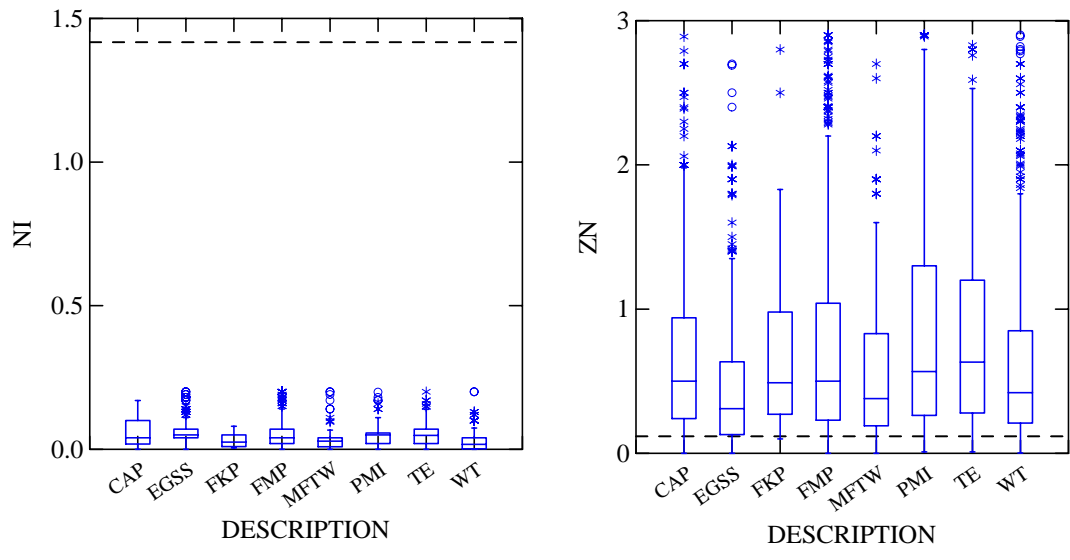 1.5
1.0
0.5
0.0
NI
CAP
EGSS
FKP
FMP
MFTW
PMI
TE
WT
DESCRIPTION
3
2
1
0
ZN
CAP
EGSS
FKP
FMP
MFTW
PMI
TE
WT
DESCRIPTION